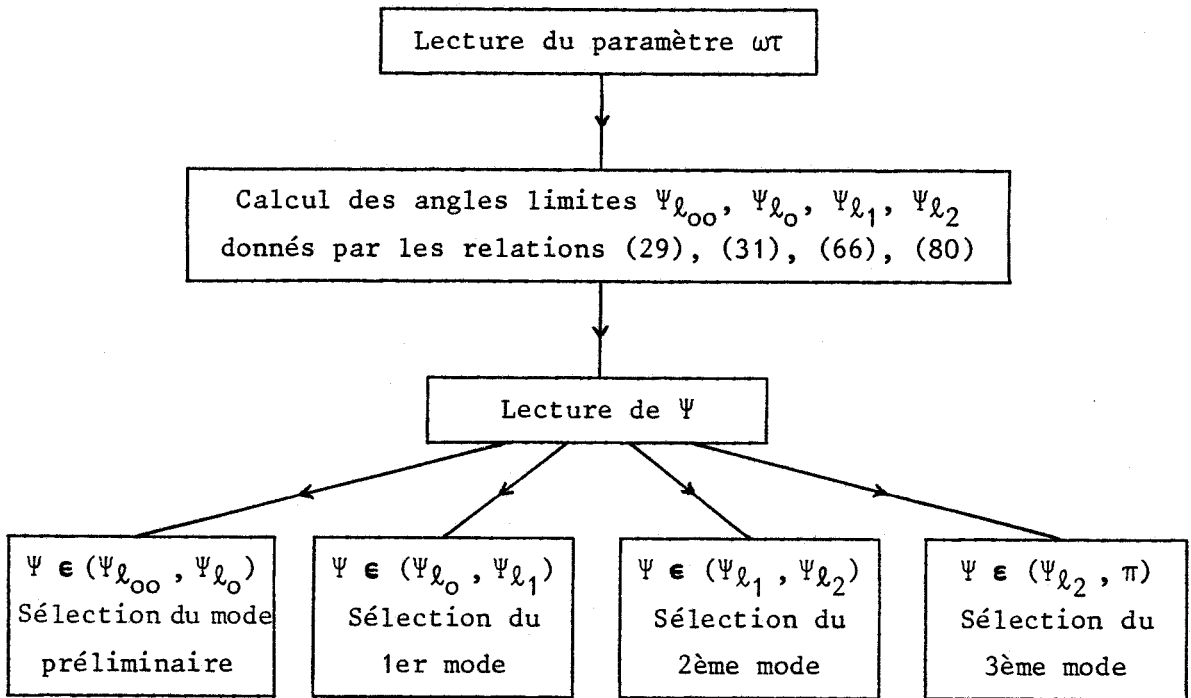 Lecture du paramètre ωτ
Calcul des angles limites Ψℓoo, Ψℓo, Ψℓ1, Ψℓ2
donnés par les relations (29), (31), (66), (80)
Lecture de Ψ
Ψ ∈ (Ψℓoo, Ψℓo)
Sélection du mode
préliminaire
Ψ ∈ (Ψℓo, Ψℓ1)
Sélection du
1er mode
Ψ ∈ (Ψℓ1, Ψℓ2)
Sélection du
2ème mode
Ψ ∈ (Ψℓ2, π)
Sélection du
3ème mode